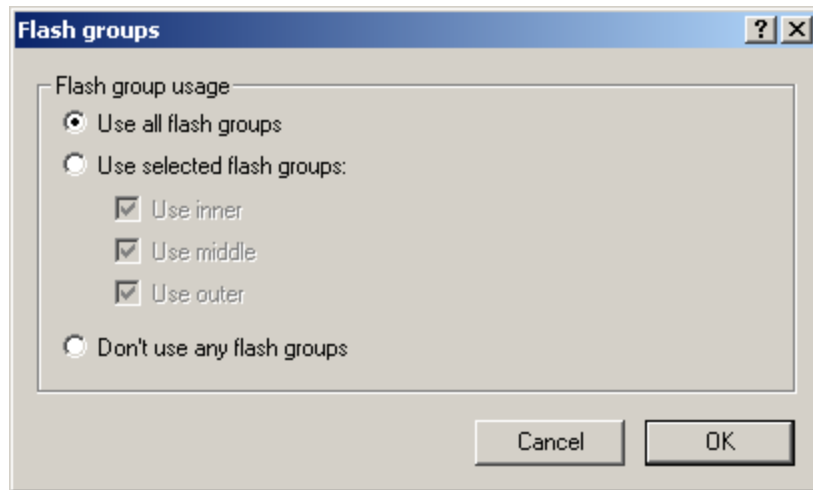 Flash groups
Flash group usage
Use all flash groups
Use selected flash groups:
Use inner
Use middle
Use outer
Don't use any flash groups
Cancel OK